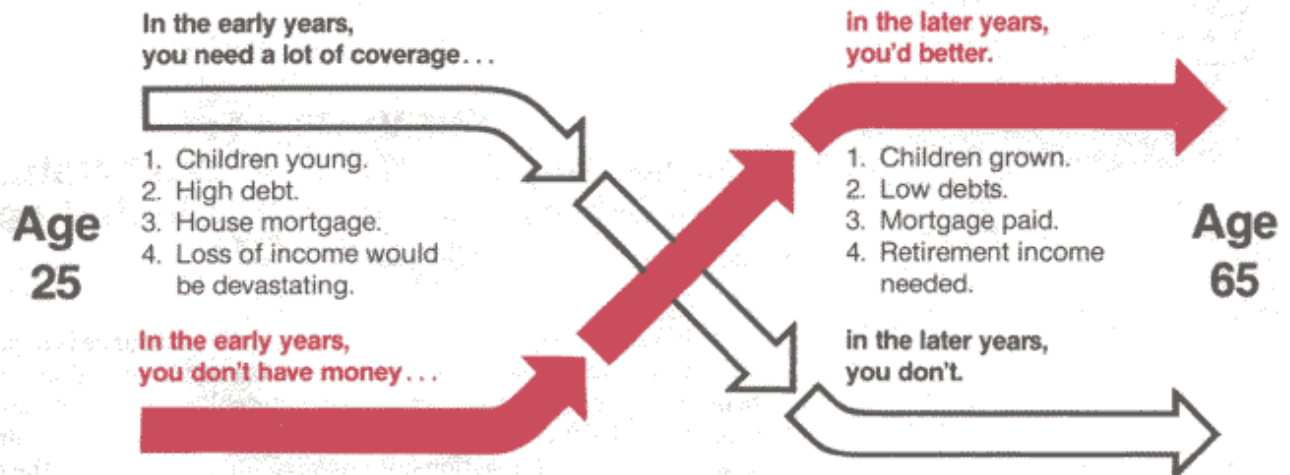 In the early years,
you need a lot of coverage...
in the later years,
you'd better.
Age
25
1. Children young.
2. High debt.
3. House mortgage.
4. Loss of income would
be devastating.
1. Children grown.
2. Low debts.
3. Mortgage paid.
4. Retirement income
needed.
Age
65
In the early years,
you don't have money...
in the later years,
you don't.